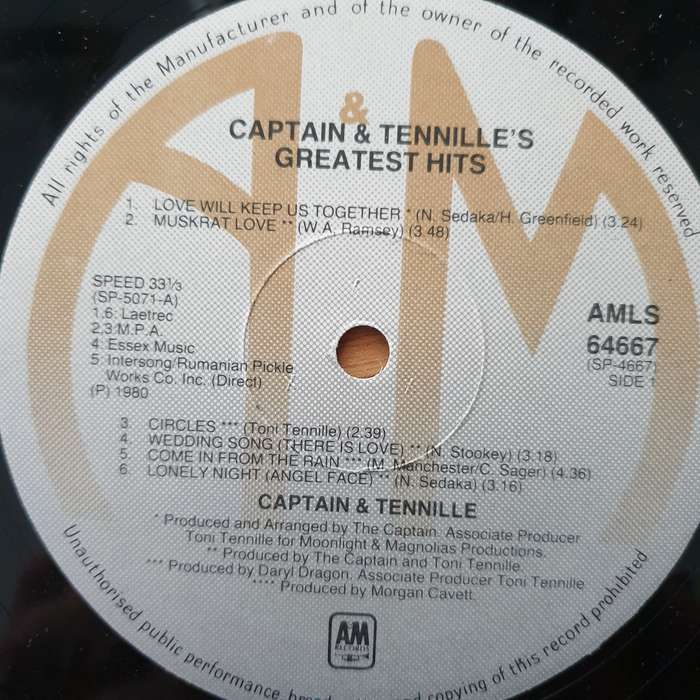 All rights of the Manufacturer and of the owner of the recorded work reserved
&
CAPTAIN & TENNILLE'S
GREATEST HITS
1. LOVE WILL KEEP US TOGETHER * (N. Sedaka/H. Greenfield) (3.24)
2. MUSKRAT LOVE ** (W.A. Ramsey) (3.48)
SPEED 33⅓
(SP-5071-A)
1.6: Laetrec
2,3:M.P.A.
4: Essex Music
5: Intersong/Rumanian Pickle
Works Co. Inc. (Direct)
(P) 1980
AMLS
64667
(SP-4667)
SIDE 1
3. CIRCLES *** (Toni Tennille) (2.39)
4. WEDDING SONG (THERE IS LOVE) ** (N. Stookey) (3.18)
5. COME IN FROM THE RAIN *** (M. Manchester/C. Sager) (4.36)
6. LONELY NIGHT (ANGEL FACE) ** (N. Sedaka) (3.16)
CAPTAIN & TENNILLE
* Produced and Arranged by The Captain. Associate Producer
Toni Tennille for Moonlight & Magnolias Productions.
** Produced by The Captain and Toni Tennille.
*** Produced by Daryl Dragon. Associate Producer Toni Tennille
**** Produced by Morgan Cavett.
AM
RECORDS
Unauthorised public performance copying of this record prohibited